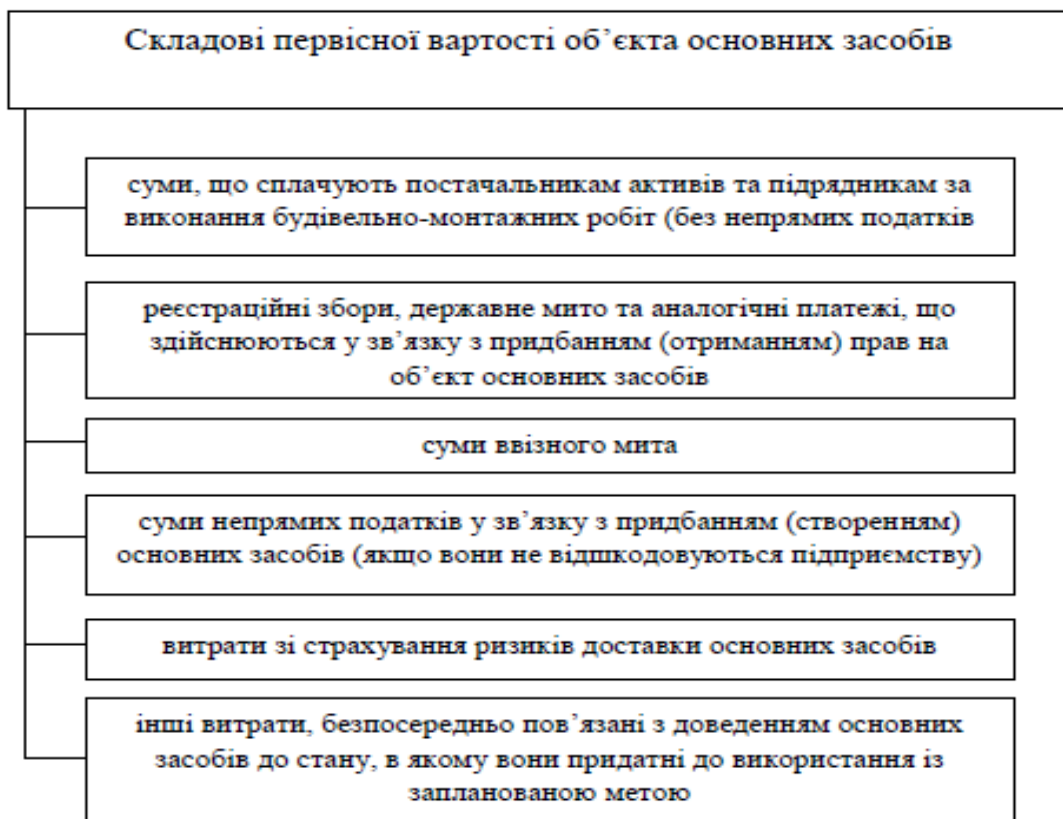 Складові первісної вартості об’єкта основних засобів
суми, що сплачують постачальникам активів та підрядникам за
виконання будівельно-монтажних робіт (без непрямих податків
реєстраційні збори, державне мито та аналогічні платежі, що
здійснюються у зв’язку з придбанням (отриманням) прав на
об’єкт основних засобів
суми ввізного мита
суми непрямих податків у зв’язку з придбанням (створенням)
основних засобів (якщо вони не відшкодовуються підприємству)
витрати зі страхування ризиків доставки основних засобів
інші витрати, безпосередньо пов’язані з доведенням основних
засобів до стану, в якому вони придатні до використання із
запланованою метою